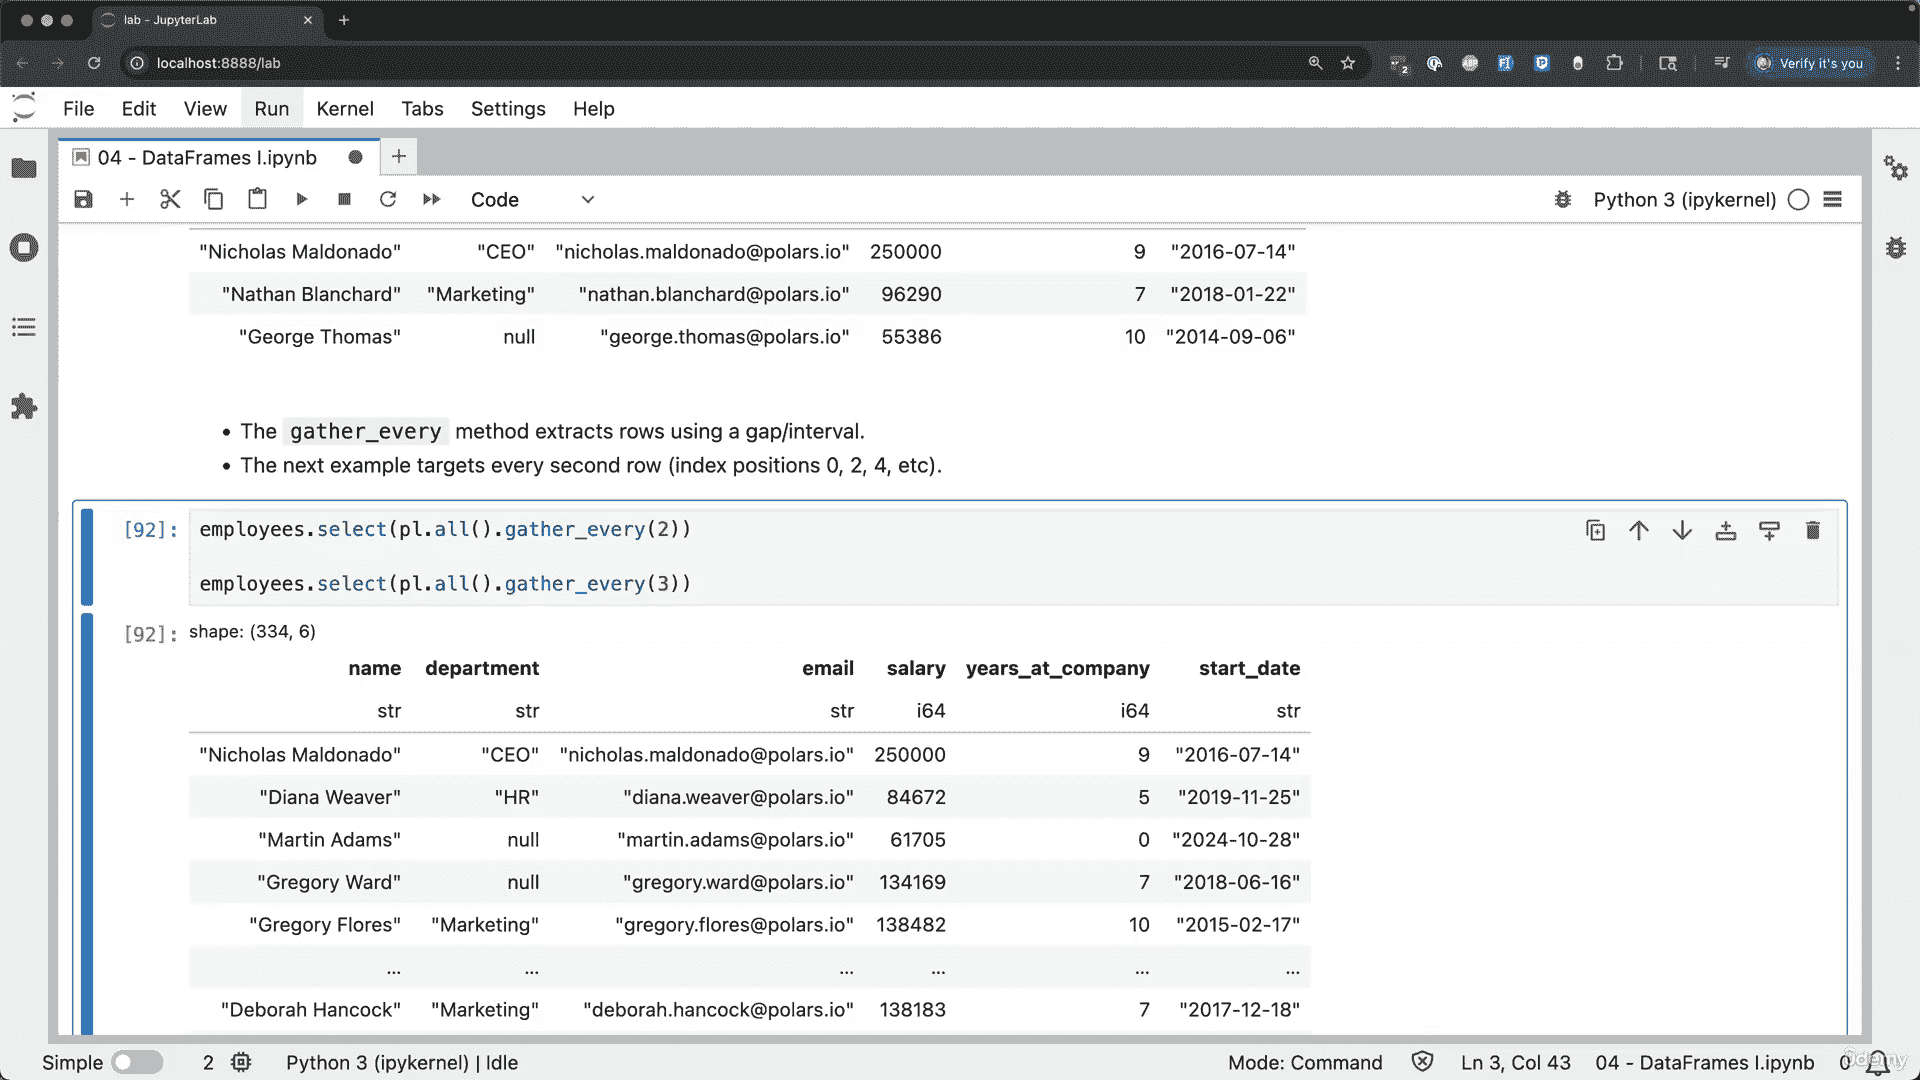 lab - JupyterLab
localhost:8888/lab
2
Verify it's you
File Edit View Run Kernel Tabs Settings Help
04 - DataFrames I.ipynb
Code
Python 3 (ipykernel)
"Nicholas Maldonado" "CEO" "nicholas.maldonado@polars.io" 250000 9 "2016-07-14"
"Nathan Blanchard" "Marketing" "nathan.blanchard@polars.io" 96290 7 "2018-01-22"
"George Thomas" null "george.thomas@polars.io" 55386 10 "2014-09-06"
• The gather_every method extracts rows using a gap/interval.
• The next example targets every second row (index positions 0, 2, 4, etc).
[92]: employees.select(pl.all().gather_every(2))
employees.select(pl.all().gather_every(3))
[92]: shape: (334, 6)
name department email salary years_at_company start_date
str str str i64 i64 str
"Nicholas Maldonado" "CEO" "nicholas.maldonado@polars.io" 250000 9 "2016-07-14"
"Diana Weaver" "HR" "diana.weaver@polars.io" 84672 5 "2019-11-25"
"Martin Adams" null "martin.adams@polars.io" 61705 0 "2024-10-28"
"Gregory Ward" null "gregory.ward@polars.io" 134169 7 "2018-06-16"
"Gregory Flores" "Marketing" "gregory.flores@polars.io" 138482 10 "2015-02-17"
... ... ... ... ... ...
"Deborah Hancock" "Marketing" "deborah.hancock@polars.io" 138183 7 "2017-12-18"
Simple 2 Python 3 (ipykernel) | Idle Mode: Command Ln 3, Col 43 04 - DataFrames I.ipynb 0
udemy